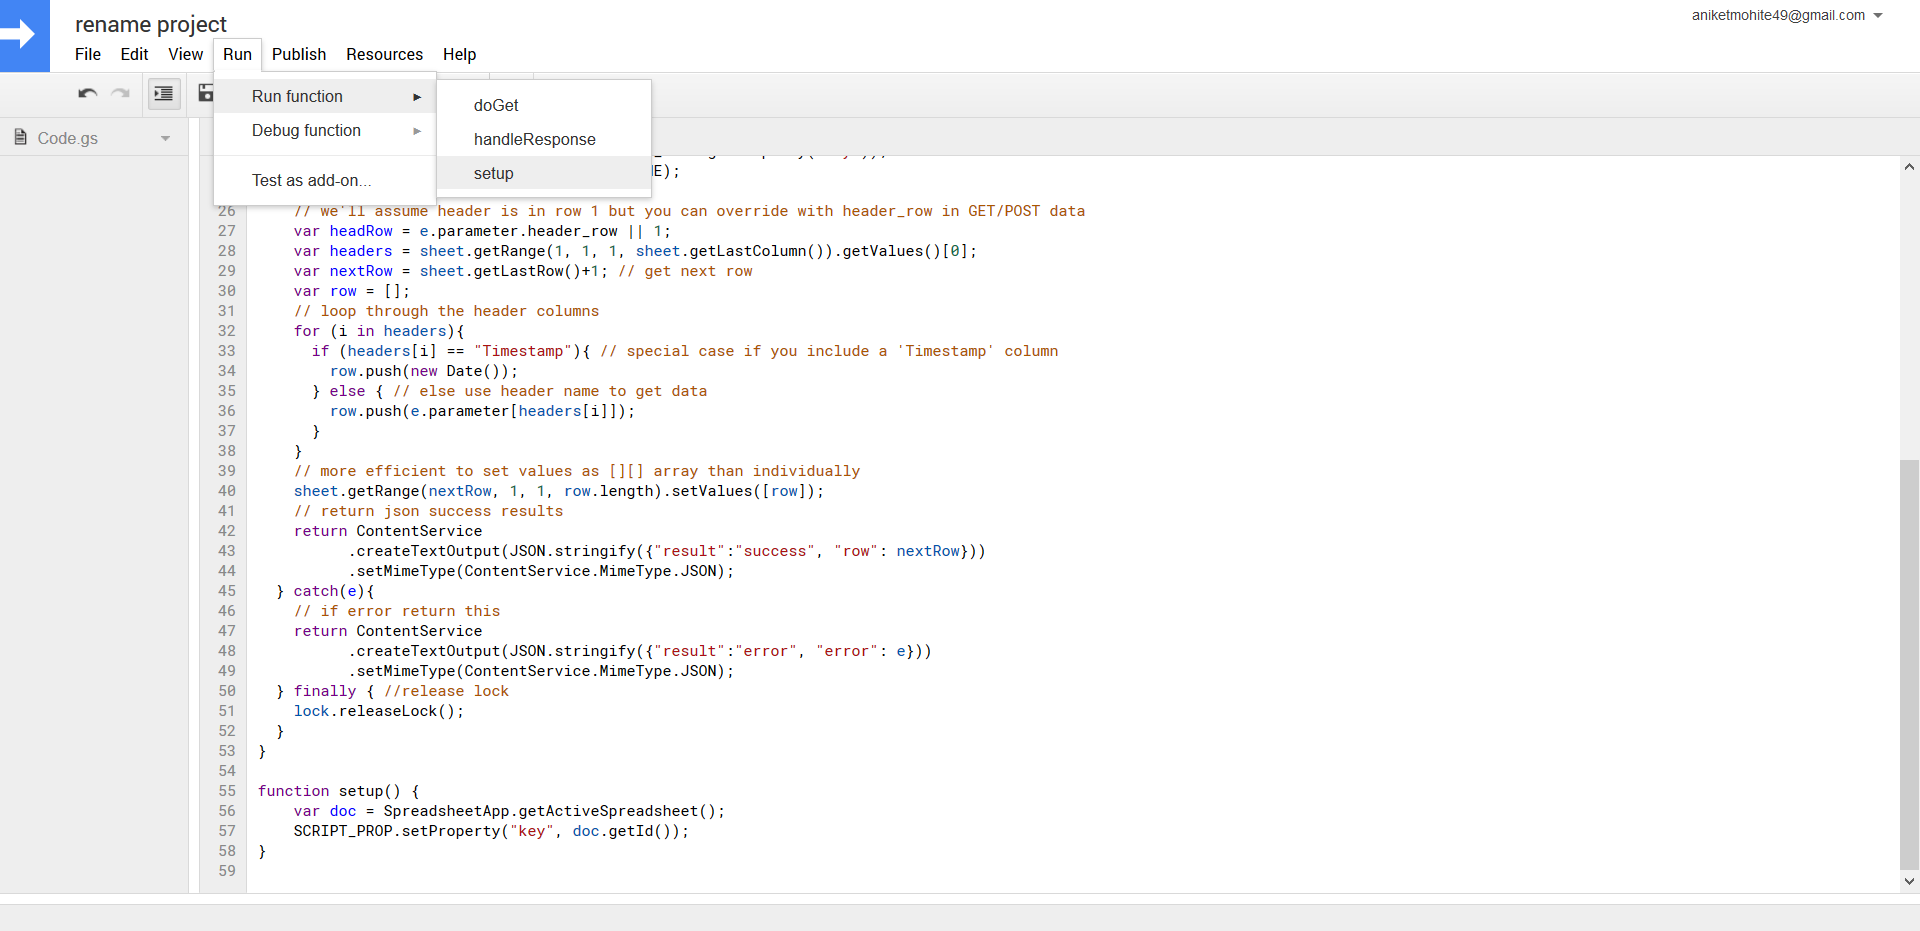 rename project
aniketmohite49@gmail.com
File Edit View Run Publish Resources Help
Run function
Debug function
Test as add-on...
doGet
handleResponse
setup
Code.gs
E);
26 // we'll assume header is in row 1 but you can override with header_row in GET/POST data
27 var headRow = e.parameter.header_row || 1;
28 var headers = sheet.getRange(1, 1, 1, sheet.getLastColumn()).getValues()[0];
29 var nextRow = sheet.getLastRow()+1; // get next row
30 var row = [];
31 // loop through the header columns
32 for (i in headers){
33 if (headers[i] == "Timestamp"){ // special case if you include a 'Timestamp' column
34 row.push(new Date());
35 } else { // else use header name to get data
36 row.push(e.parameter[headers[i]]);
37 }
38 }
39 // more efficient to set values as [][] array than individually
40 sheet.getRange(nextRow, 1, 1, row.length).setValues([row]);
41 // return json success results
42 return ContentService
43 .createTextOutput(JSON.stringify({"result":"success", "row": nextRow}))
44 .setMimeType(ContentService.MimeType.JSON);
45 } catch(e){
46 // if error return this
47 return ContentService
48 .createTextOutput(JSON.stringify({"result":"error", "error": e}))
49 .setMimeType(ContentService.MimeType.JSON);
50 } finally { //release lock
51 lock.releaseLock();
52 }
53 }
54
55 function setup() {
56 var doc = SpreadsheetApp.getActiveSpreadsheet();
57 SCRIPT_PROP.setProperty("key", doc.getId());
58 }
59